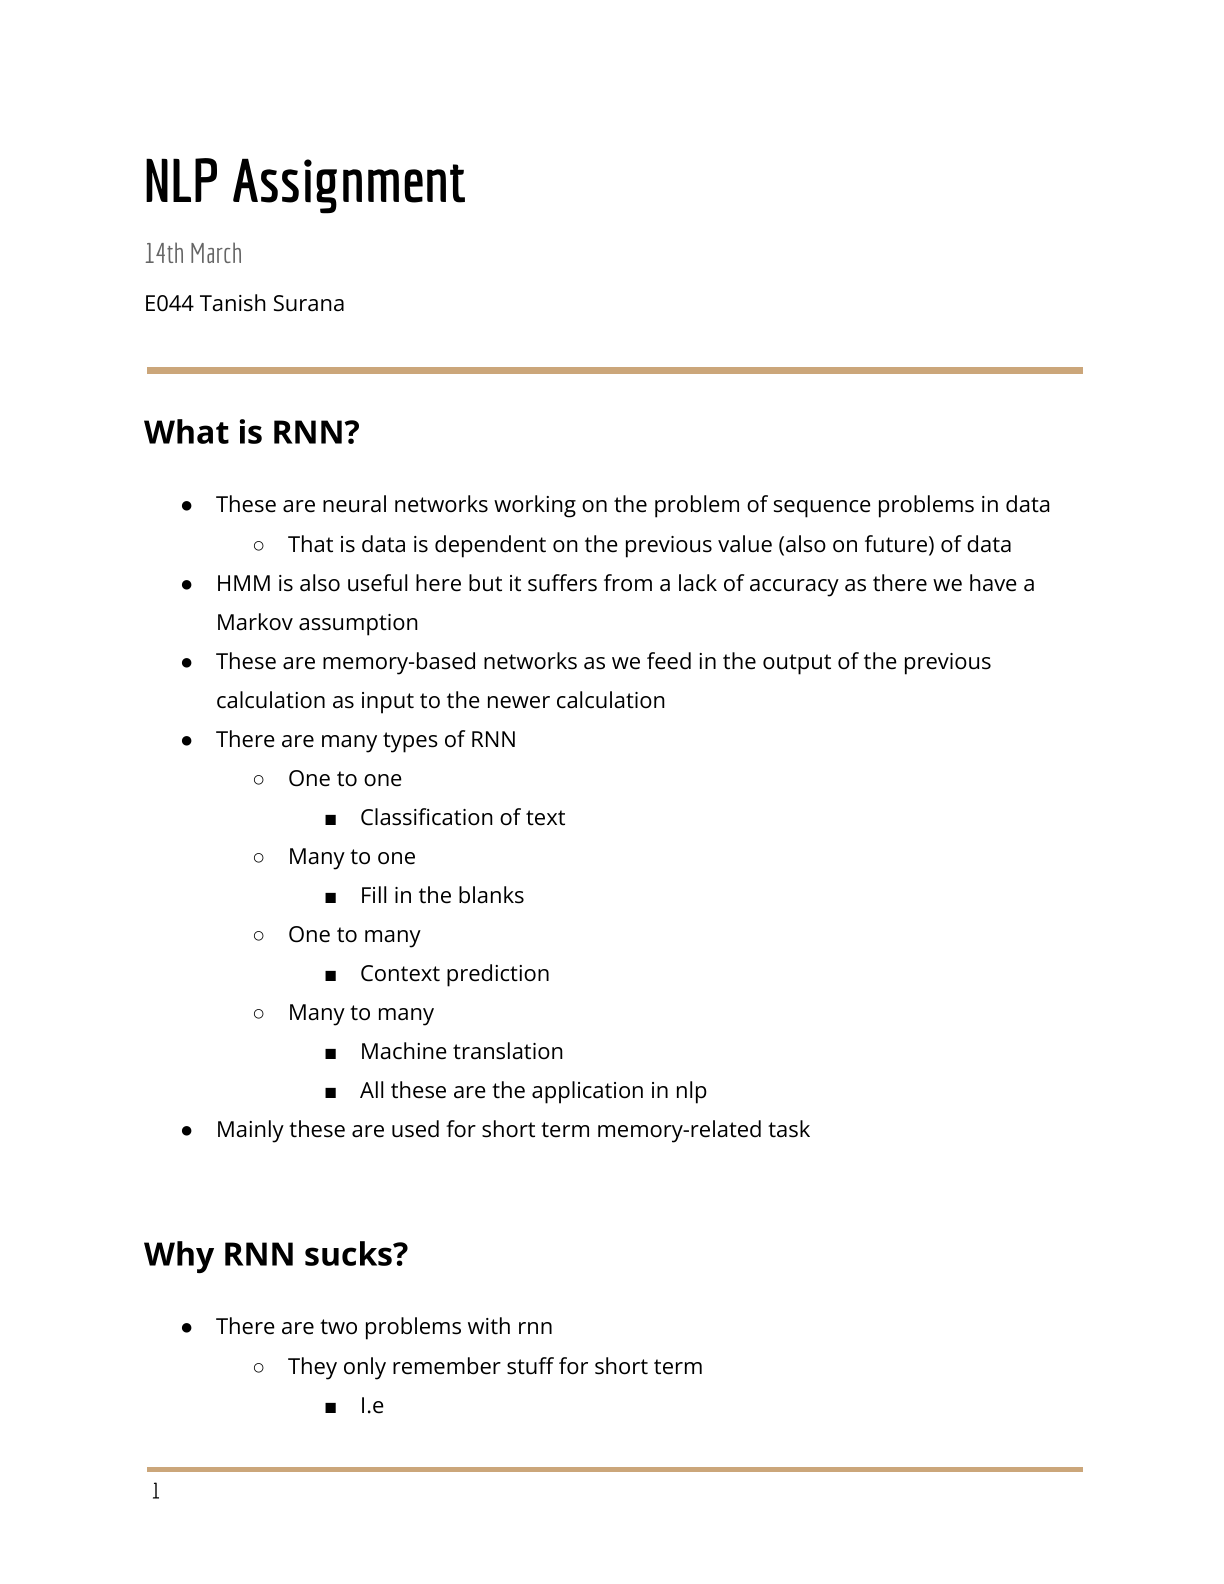 NLP Assignment
14th March
E044 Tanish Surana
What is RNN?
● These are neural networks working on the problem of sequence problems in data
○ That is data is dependent on the previous value (also on future) of data
● HMM is also useful here but it suffers from a lack of accuracy as there we have a
Markov assumption
● These are memory-based networks as we feed in the output of the previous
calculation as input to the newer calculation
● There are many types of RNN
○ One to one
■ Classification of text
○ Many to one
■ Fill in the blanks
○ One to many
■ Context prediction
○ Many to many
■ Machine translation
■ All these are the application in nlp
● Mainly these are used for short term memory-related task
Why RNN sucks?
● There are two problems with rnn
○ They only remember stuff for short term
■ I.e
1